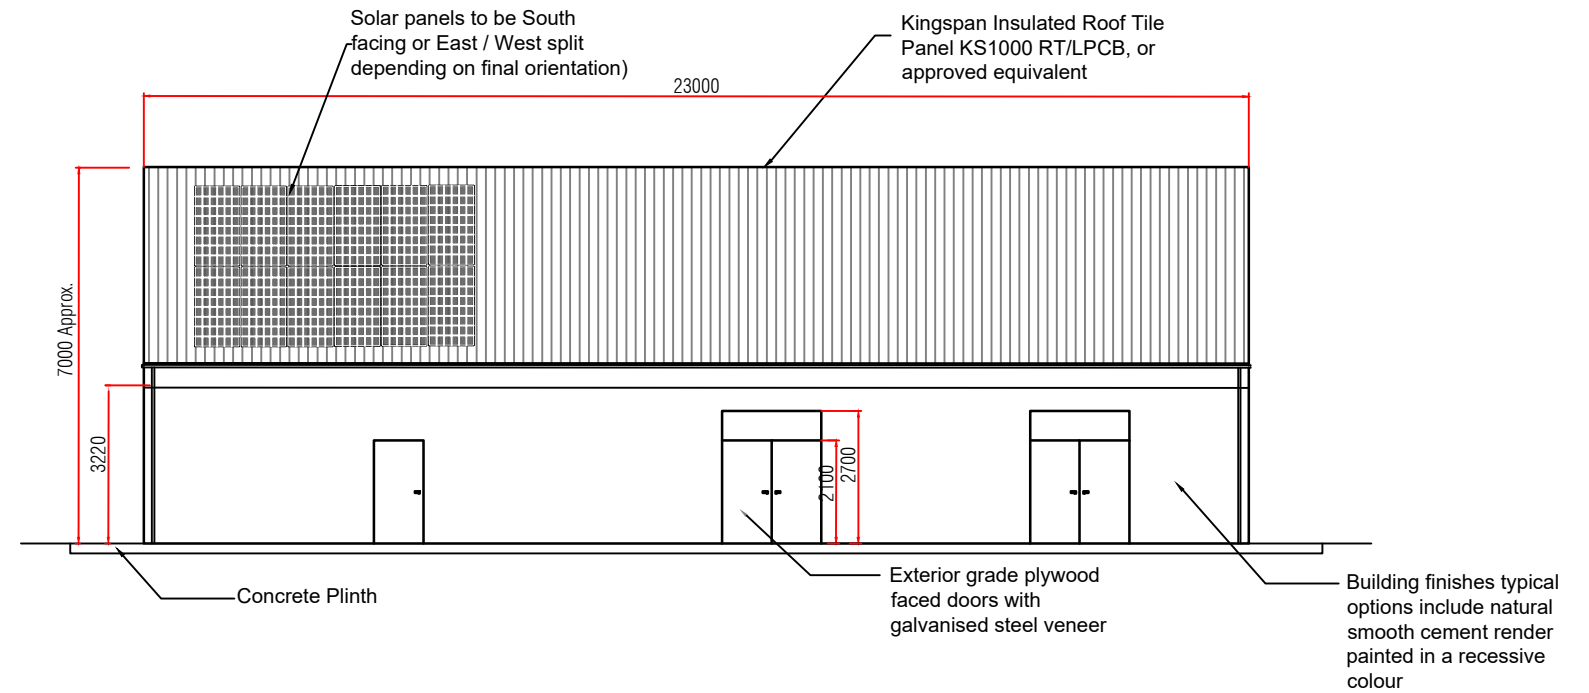 Solar panels to be South
facing or East / West split
depending on final orientation)
Kingspan Insulated Roof Tile
Panel KS1000 RT/LPCB, or
approved equivalent
23000
7000 Approx.
3220
2100
2700
Concrete Plinth
Exterior grade plywood
faced doors with
galvanised steel veneer
Building finishes typical
options include natural
smooth cement render
painted in a recessive
colour